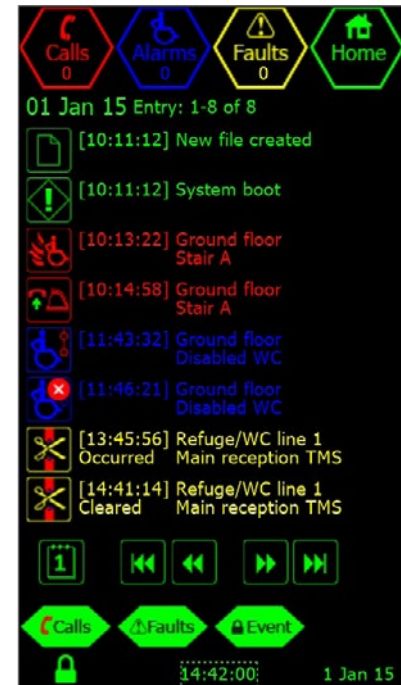 Calls
0
Alarms
0
Faults
0
Home
01 Jan 15 Entry: 1-8 of 8
[10:11:12] New file created
[10:11:12] System boot
[10:13:22] Ground floor
Stair A
[10:14:58] Ground floor
Stair A
[11:43:32] Ground floor
Disabled WC
[11:46:21] Ground floor
Disabled WC
[13:45:56] Refuge/WC line 1
Occurred Main reception TMS
[14:41:14] Refuge/WC line 1
Cleared Main reception TMS
1
Calls
Faults
Event
14:42:00
1 Jan 15